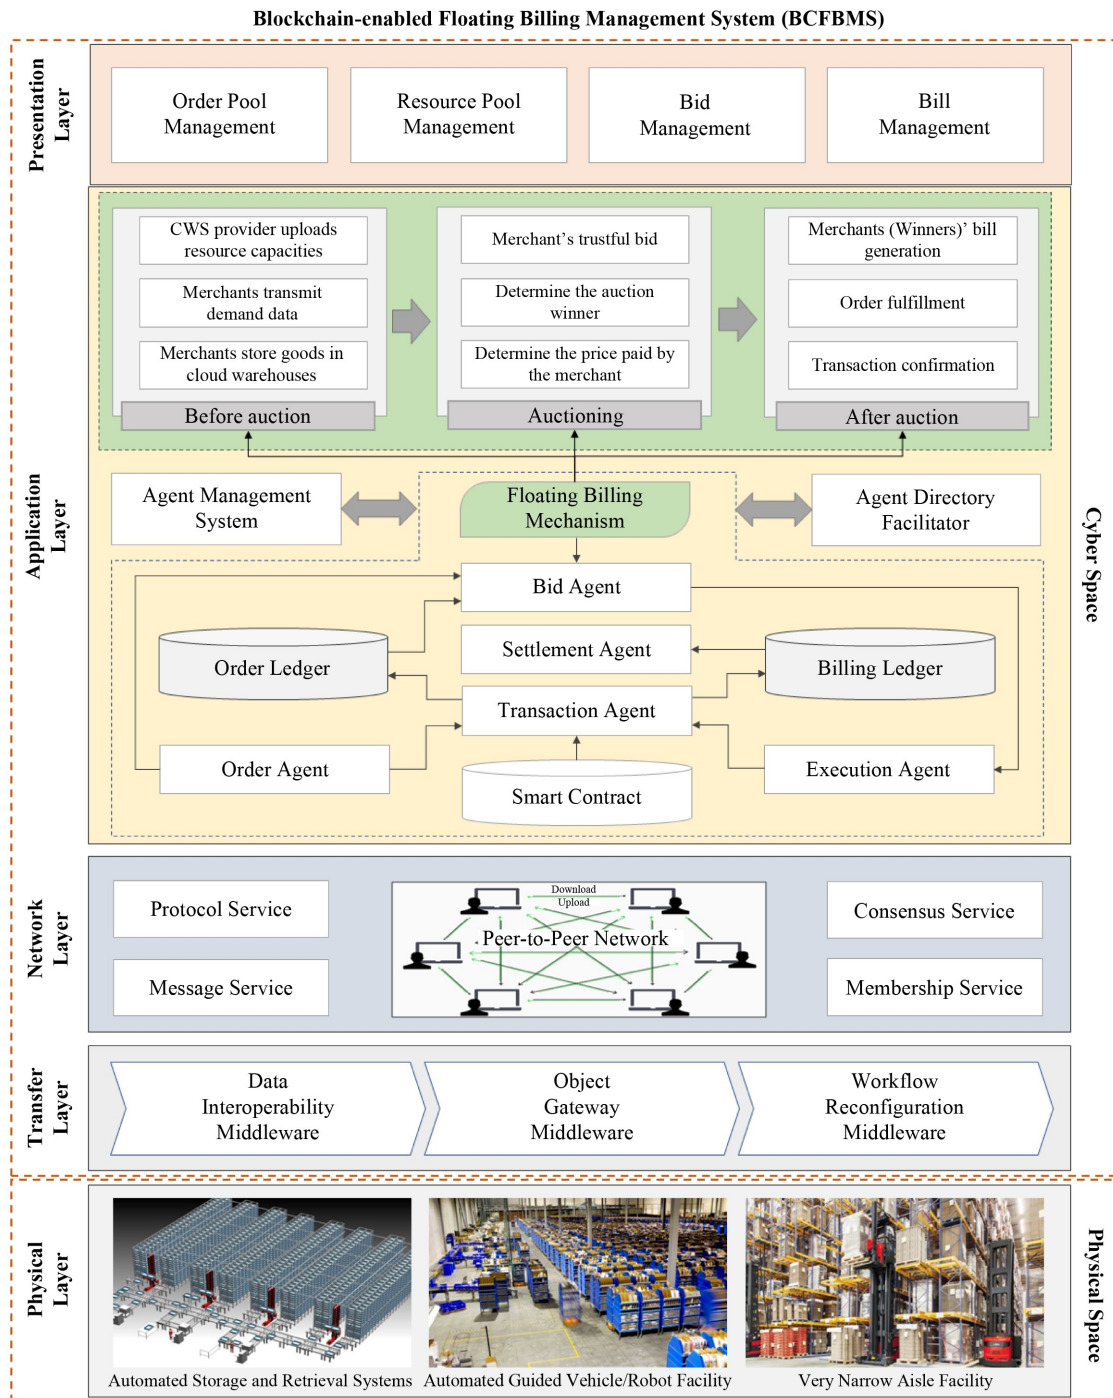 Blockchain-enabled Floating Billing Management System (BCFBMS)
Presentation
Layer
Order Pool
Management
Resource Pool
Management
Bid
Management
Bill
Management
Application
Layer
CWS provider uploads
resource capacities
Merchants transmit
demand data
Merchants store goods in
cloud warehouses
Before auction
Merchant’s trustful bid
Determine the auction
winner
Determine the price paid by
the merchant
Auctioning
Merchants (Winners)’ bill
generation
Order fulfillment
Transaction confirmation
After auction
Agent Management
System
Floating Billing
Mechanism
Agent Directory
Facilitator
Cyber Space
Bid Agent
Order Ledger
Settlement Agent
Billing Ledger
Transaction Agent
Order Agent
Execution Agent
Smart Contract
Network
Layer
Protocol Service
Message Service
Download
Upload
Peer-to-Peer Network
Consensus Service
Membership Service
Transfer
Layer
Data
Interoperability
Middleware
Object
Gateway
Middleware
Workflow
Reconfiguration
Middleware
Physical
Layer
Automated Storage and Retrieval Systems
Automated Guided Vehicle/Robot Facility
Very Narrow Aisle Facility
Physical Space